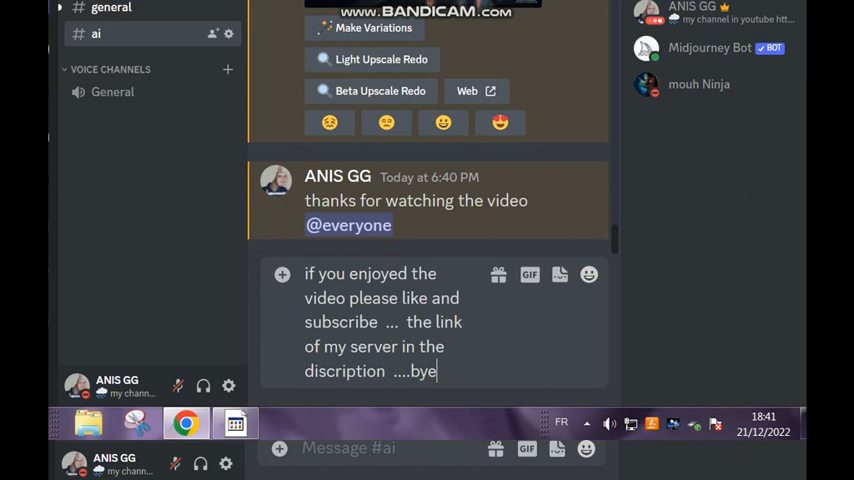 general
ai
VOICE CHANNELS
General
ANIS GG
my chann...
www.BANDICAM.com
Make Variations
Light Upscale Redo
Beta Upscale Redo
Web
ANIS GG Today at 6:40 PM
thanks for watching the video
@everyone
if you enjoyed the
video please like and
subscribe ... the link
of my server in the
discription ....bye
GIF
ANIS GG
my channel in youtube htt...
Midjourney Bot BOT
mouh Ninja
FR
18:41
21/12/2022
ANIS GG
my chann...
Message #ai
GIF